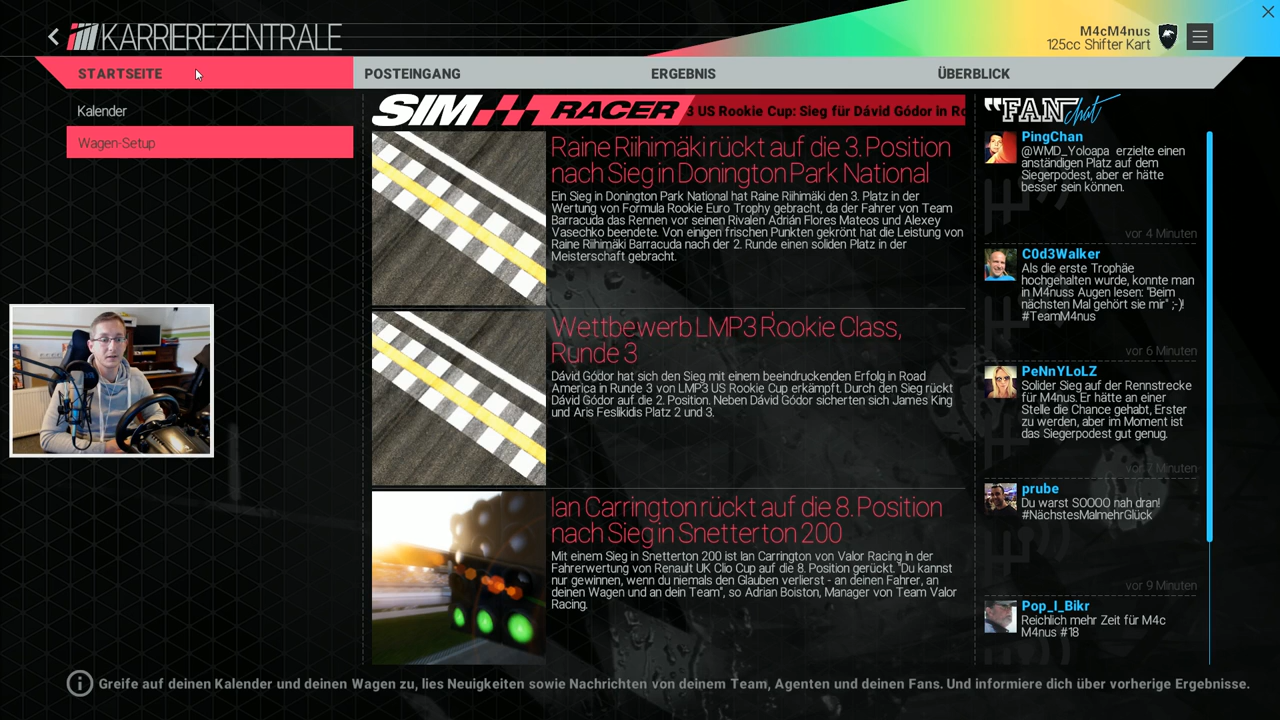 KARRIEREZENTRALE
M4cM4nus
125cc Shifter Kart
STARTSEITE
POSTEINGANG
ERGEBNIS
ÜBERBLICK
Kalender
Wagen-Setup
SIM RACER
3 US Rookie Cup: Sieg für Dávid Gódor in Ro
Raine Riihimäki rückt auf die 3. Position
nach Sieg in Donington Park National
Ein Sieg in Donington Park National hat Raine Riihimäki den 3. Platz in der
Wertung von Formula Rookie Euro Trophy gebracht, da der Fahrer von Team
Barracuda das Rennen vor seinen Rivalen Adrián Flores Mateos und Alexey
Vasechko beendete. Von einigen frischen Punkten gekrönt hat die Leistung von
Raine Riihimäki Barracuda nach der 2. Runde einen soliden Platz in der
Meisterschaft gebracht.
Wettbewerb LMP3 Rookie Class,
Runde 3
Dávid Gódor hat sich den Sieg mit einem beeindruckenden Erfolg in Road
America in Runde 3 von LMP3 US Rookie Cup erkämpft. Durch den Sieg rückt
Dávid Gódor auf die 2. Position. Neben Dávid Gódor sicherten sich James King
und Aris Feslikidis Platz 2 und 3.
Ian Carrington rückt auf die 8. Position
nach Sieg in Snetterton 200
Mit einem Sieg in Snetterton 200 ist Ian Carrington von Valor Racing in der
Fahrerwertung von Renault UK Clio Cup auf die 8. Position gerückt. "Du kannst
nur gewinnen, wenn du niemals den Glauben verlierst - an deinen Fahrer, an
deinen Wagen und an dein Team", so Adrian Boiston, Manager von Team Valor
Racing.
"FAN chat
PingChan
@WMD_Yoloapa erzielte einen
anständigen Platz auf dem
Siegerpodest, aber er hätte
besser sein können.
vor 4 Minuten
C0d3Walker
Als die erste Trophäe
hochgehalten wurde, konnte man
in M4nuss Augen lesen: "Beim
nächsten Mal gehört sie mir" ;-)!
#TeamM4nus
vor 6 Minuten
PeNnYLoLZ
Solider Sieg auf der Rennstrecke
für M4nus. Er hätte an einer
Stelle die Chance gehabt, Erster
zu werden, aber im Moment ist
das Siegerpodest gut genug.
vor 7 Minuten
prube
Du warst SOOOO nah dran!
#NächstesMalmehrGlück
vor 9 Minuten
Pop_I_Bikr
Reichlich mehr Zeit für M4c
M4nus #18
Greife auf deinen Kalender und deinen Wagen zu, lies Neuigkeiten sowie Nachrichten von deinem Team, Agenten und deinen Fans. Und informiere dich über vorherige Ergebnisse.